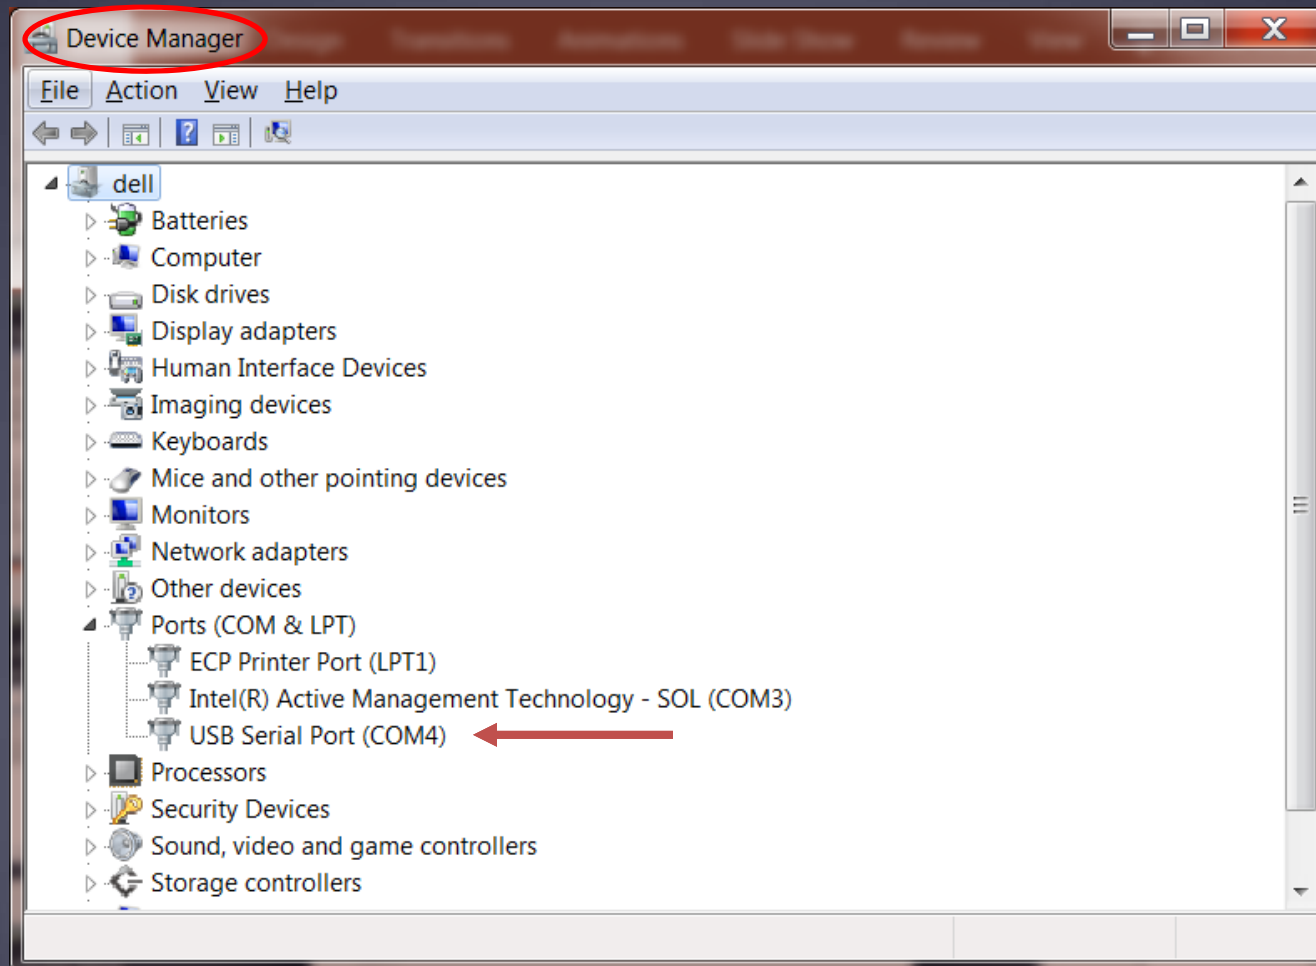 Device Manager
File Action View Help
dell
Batteries
Computer
Disk drives
Display adapters
Human Interface Devices
Imaging devices
Keyboards
Mice and other pointing devices
Monitors
Network adapters
Other devices
Ports (COM & LPT)
ECP Printer Port (LPT1)
Intel(R) Active Management Technology - SOL (COM3)
USB Serial Port (COM4)
Processors
Security Devices
Sound, video and game controllers
Storage controllers